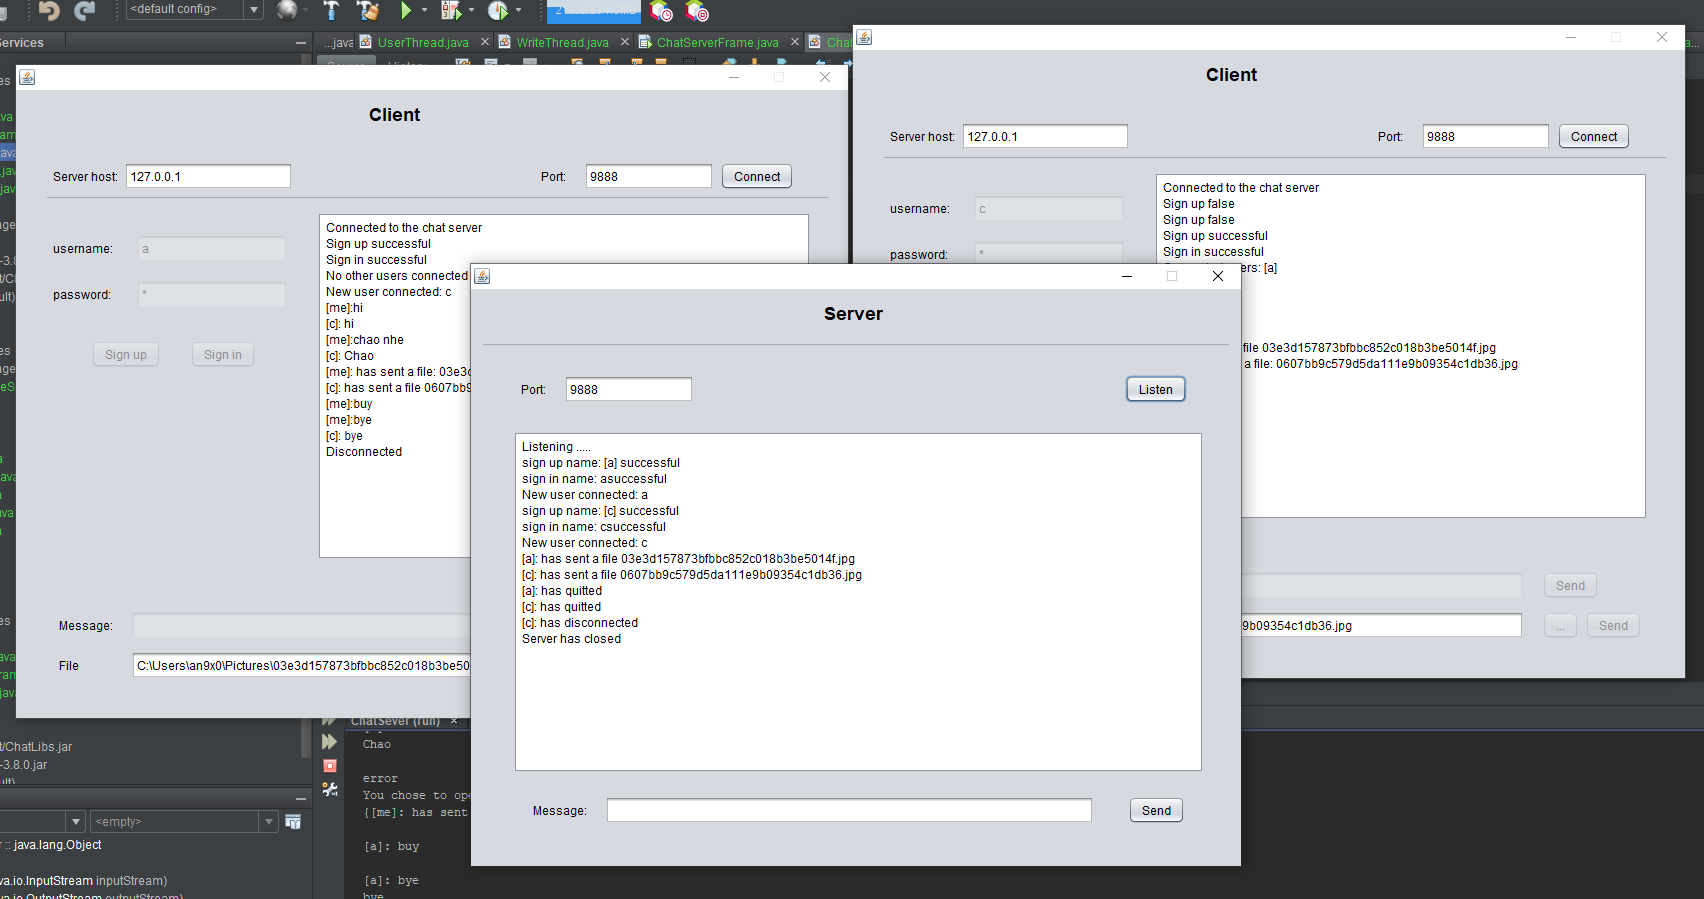 <default config>
Services
...java
UserThread.java
WriteThread.java
ChatServerFrame.java
Client
Server host:
127.0.0.1
Port:
9888
Connect
username:
a
password:
*
Sign up
Sign in
Connected to the chat server
Sign up successful
Sign in successful
No other users connected
New user connected: c
[me]:hi
[c]: hi
[me]:chao nhe
[c]: Chao
[me]: has sent a file: 03e3d
[c]: has sent a file 0607bb9
[me]:buy
[me]:bye
[c]: bye
Disconnected
Message:
File
C:\Users\an9x0\Pictures\03e3d157873bfbbc852c018b3be50
Client
Server host:
127.0.0.1
Port:
9888
Connect
username:
c
password:
*
Connected to the chat server
Sign up false
Sign up false
Sign up successful
Sign in successful
ers: [a]
file 03e3d157873bfbbc852c018b3be5014f.jpg
a file: 0607bb9c579d5da111e9b09354c1db36.jpg
Send
9b09354c1db36.jpg
...
Send
Server
Port:
9888
Listen
Listening .....
sign up name: [a] successful
sign in name: asuccessful
New user connected: a
sign up name: [c] successful
sign in name: csuccessful
New user connected: c
[a]: has sent a file 03e3d157873bfbbc852c018b3be5014f.jpg
[c]: has sent a file 0607bb9c579d5da111e9b09354c1db36.jpg
[a]: has quitted
[c]: has quitted
[c]: has disconnected
Server has closed
Message:
Send
ChatSever (run)
Chao
error
You chose to ope
{[me]: has sent
[a]: buy
[a]: bye
bye
t/ChatLibs.jar
-3.8.0.jar
<empty>
:: java.lang.Object
va.io.InputStream inputStream)
va.io.OutputStream outputStream)